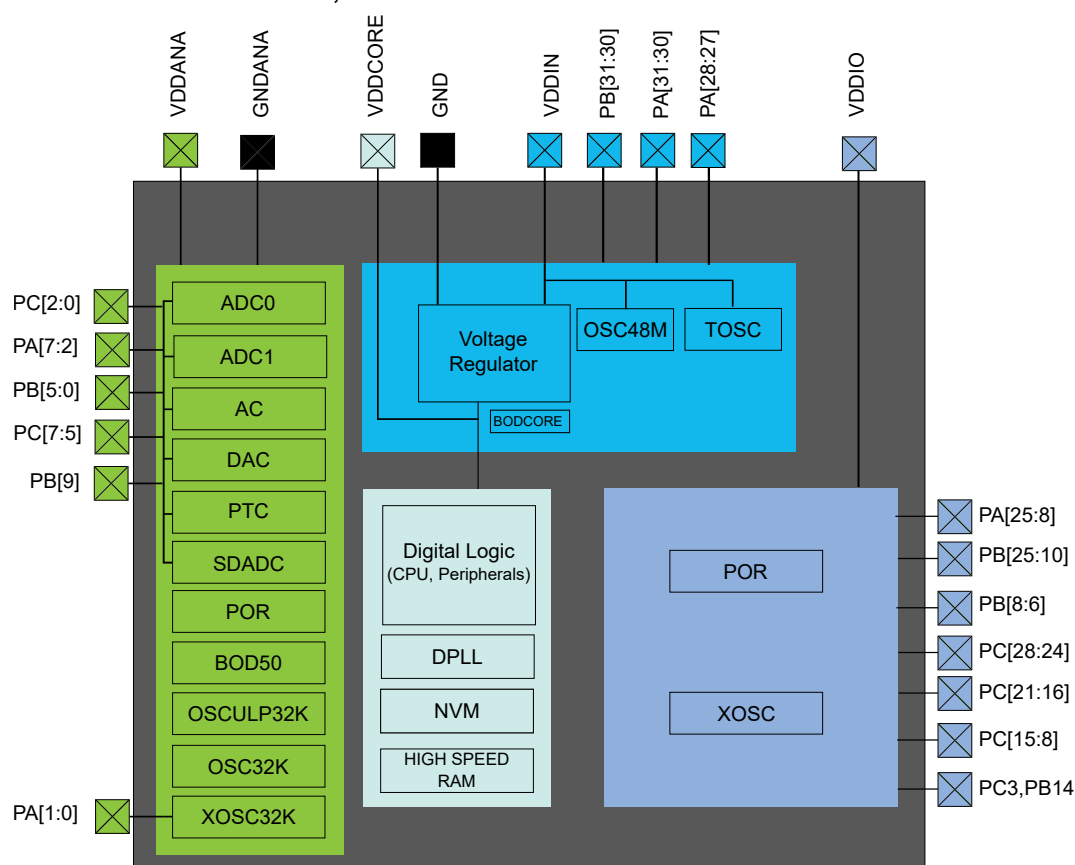 VDDANA
GNDANA
VDDCORE
GND
VDDIN
PB[31:30]
PA[31:30]
PA[28:27]
VDDIO
PC[2:0]
PA[7:2]
PB[5:0]
PC[7:5]
PB[9]
PA[1:0]
ADC0
ADC1
AC
DAC
PTC
SDADC
POR
BOD50
OSCULP32K
OSC32K
XOSC32K
Voltage
Regulator
OSC48M
TOSC
BODCORE
Digital Logic
(CPU, Peripherals)
DPLL
NVM
HIGH SPEED
RAM
POR
XOSC
PA[25:8]
PB[25:10]
PB[8:6]
PC[28:24]
PC[21:16]
PC[15:8]
PC3,PB14